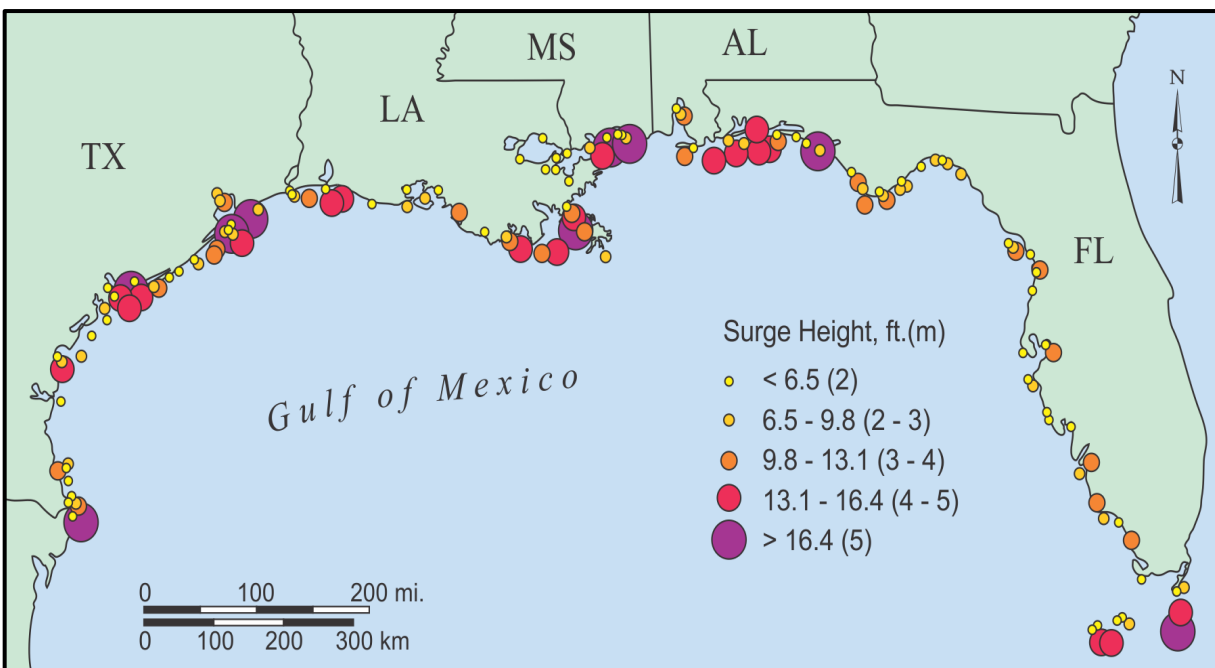 MS
AL
N
LA
TX
FL
Gulf of Mexico
Surge Height, ft.(m)
< 6.5 (2)
6.5 - 9.8 (2 - 3)
9.8 - 13.1 (3 - 4)
13.1 - 16.4 (4 - 5)
> 16.4 (5)
0 100 200 mi.
0 100 200 300 km